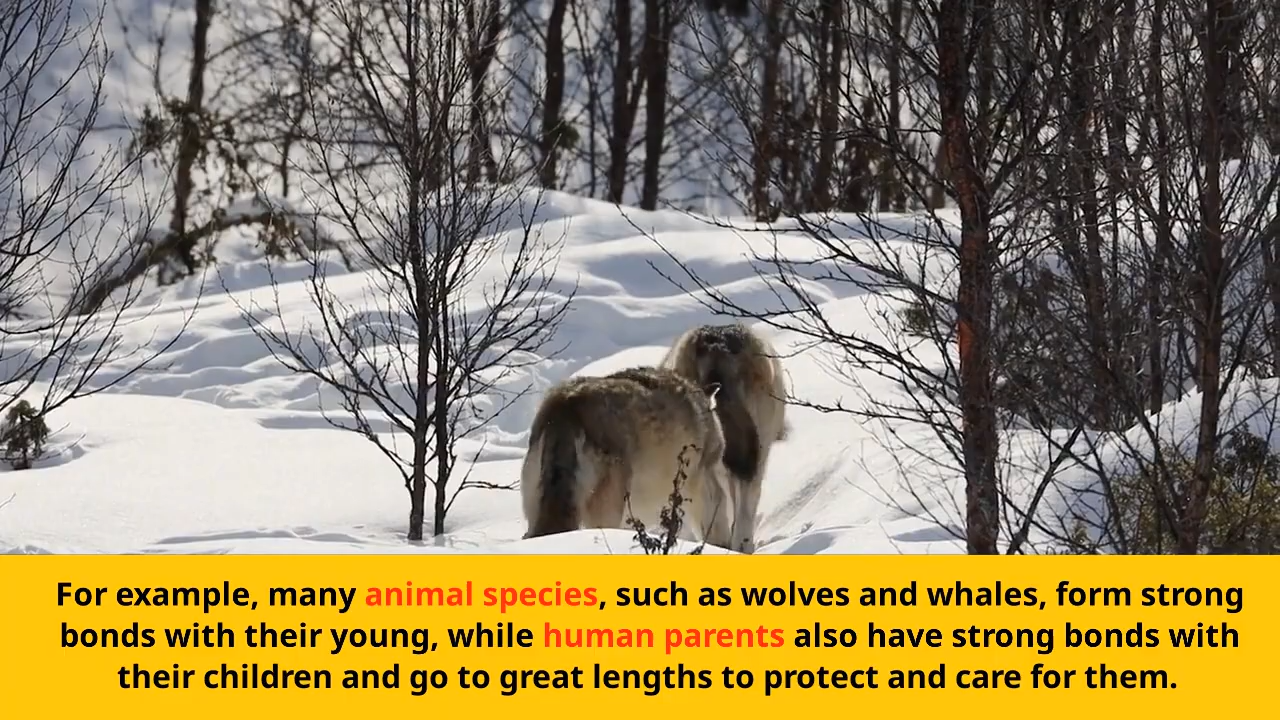 For example, many animal species, such as wolves and whales, form strong
bonds with their young, while human parents also have strong bonds with
their children and go to great lengths to protect and care for them.